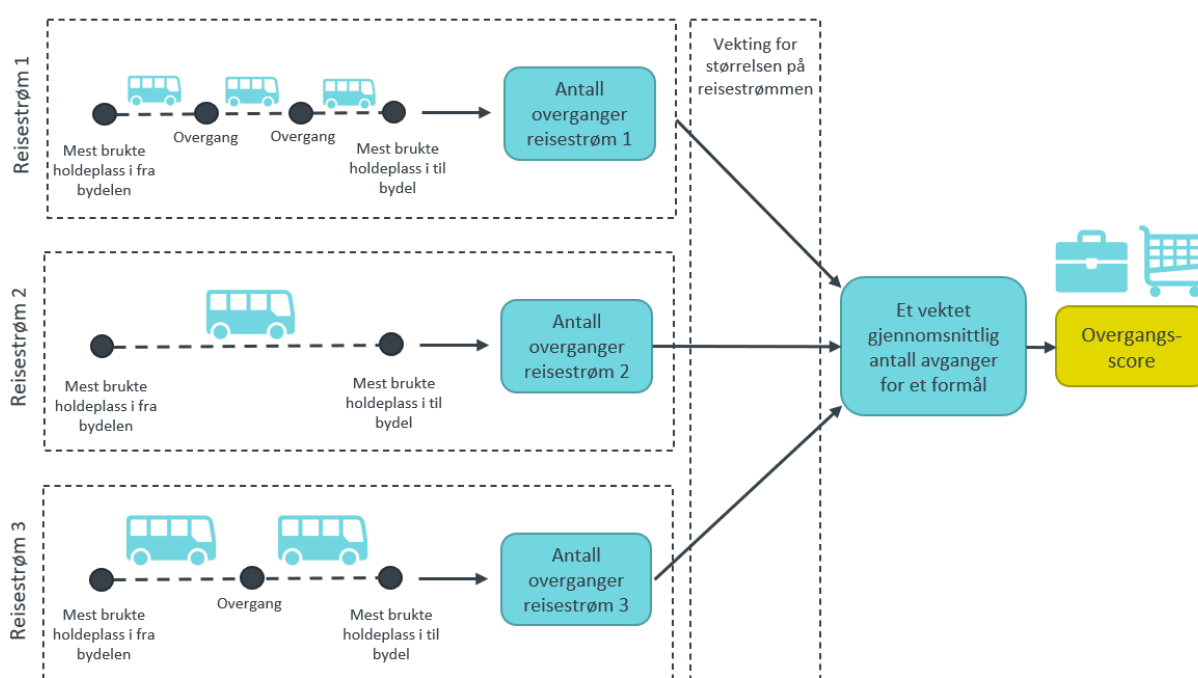 Reisestrøm 1
Overgang
Overgang
Mest brukte
holdeplass i fra
bydelen
Mest brukte
holdeplass i til
bydel
Antall
overganger
reisestrøm 1
Vekting for
størrelsen på
reisestrømmen
Reisestrøm 2
Mest brukte
holdeplass i fra
bydelen
Mest brukte
holdeplass i til
bydel
Antall
overganger
reisestrøm 2
Et vektet
gjennomsnittlig
antall avganger
for et formål
Overgangs-
score
Reisestrøm 3
Mest brukte
holdeplass i fra
bydelen
Overgang
Mest brukte
holdeplass i til
bydel
Antall
overganger
reisestrøm 3